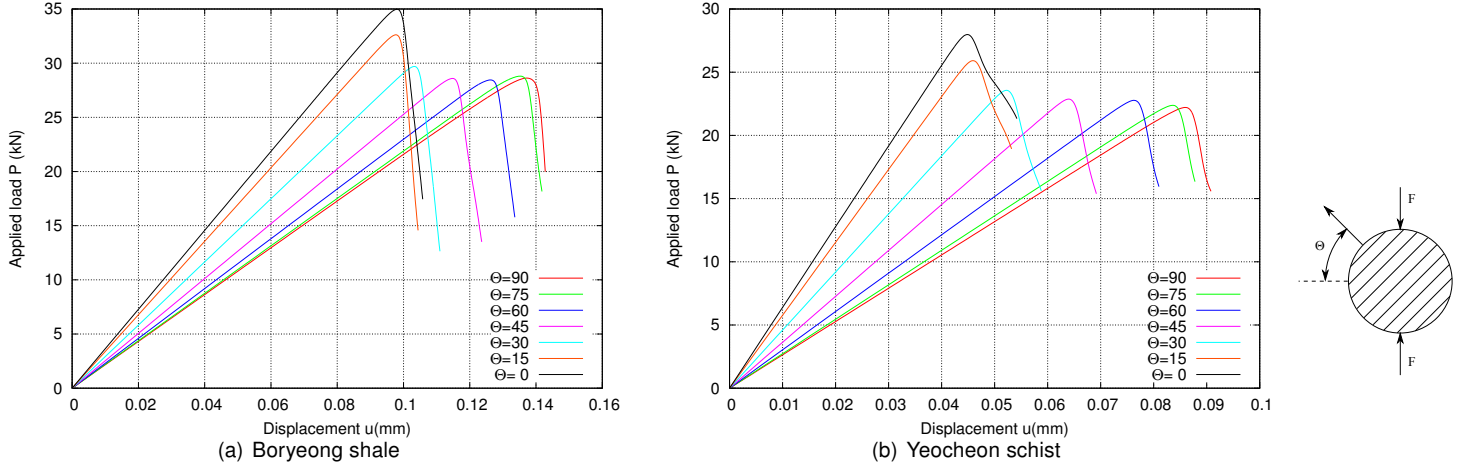 35
30
25
20
15
10
5
0
Applied load P (kN)
Θ=90
Θ=75
Θ=60
Θ=45
Θ=30
Θ=15
Θ= 0
0 0.02 0.04 0.06 0.08 0.1 0.12 0.14 0.16
Displacement u(mm)
(a) Boryeong shale
30
25
20
15
10
5
0
Applied load P (kN)
Θ=90
Θ=75
Θ=60
Θ=45
Θ=30
Θ=15
Θ= 0
0 0.01 0.02 0.03 0.04 0.05 0.06 0.07 0.08 0.09 0.1
Displacement u(mm)
(b) Yeocheon schist
F
Θ
F